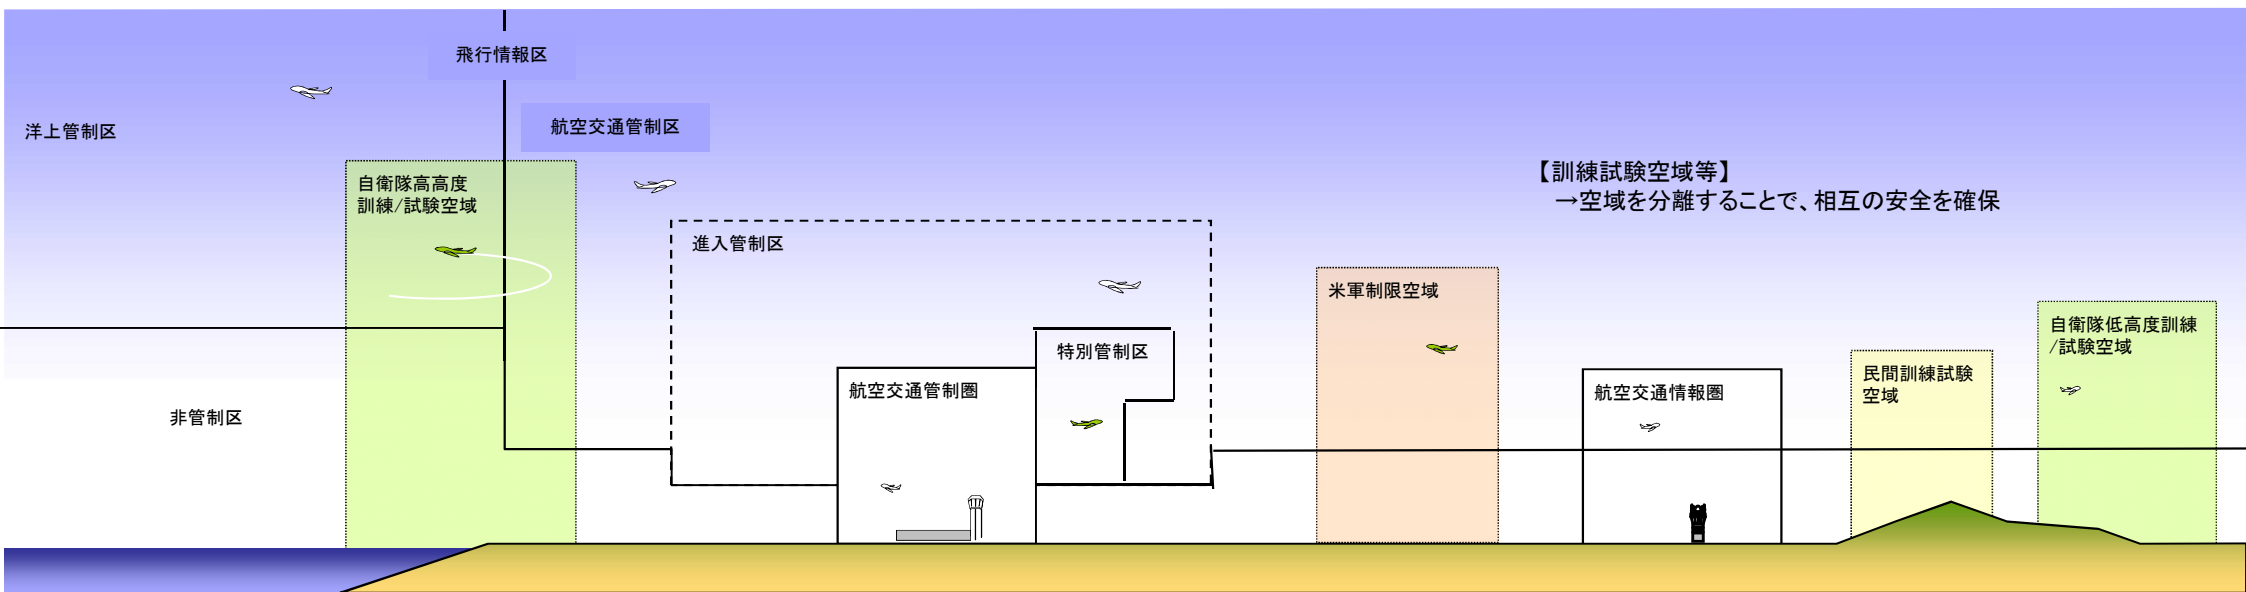 飛行情報区
航空交通管制区
洋上管制区
自衛隊高高度
訓練/試験空域
【訓練試験空域等】
→空域を分離することで、相互の安全を確保
進入管制区
米軍制限空域
特別管制区
自衛隊低高度訓練
/試験空域
航空交通管制圏
航空交通情報圏
民間訓練試験
空域
非管制区